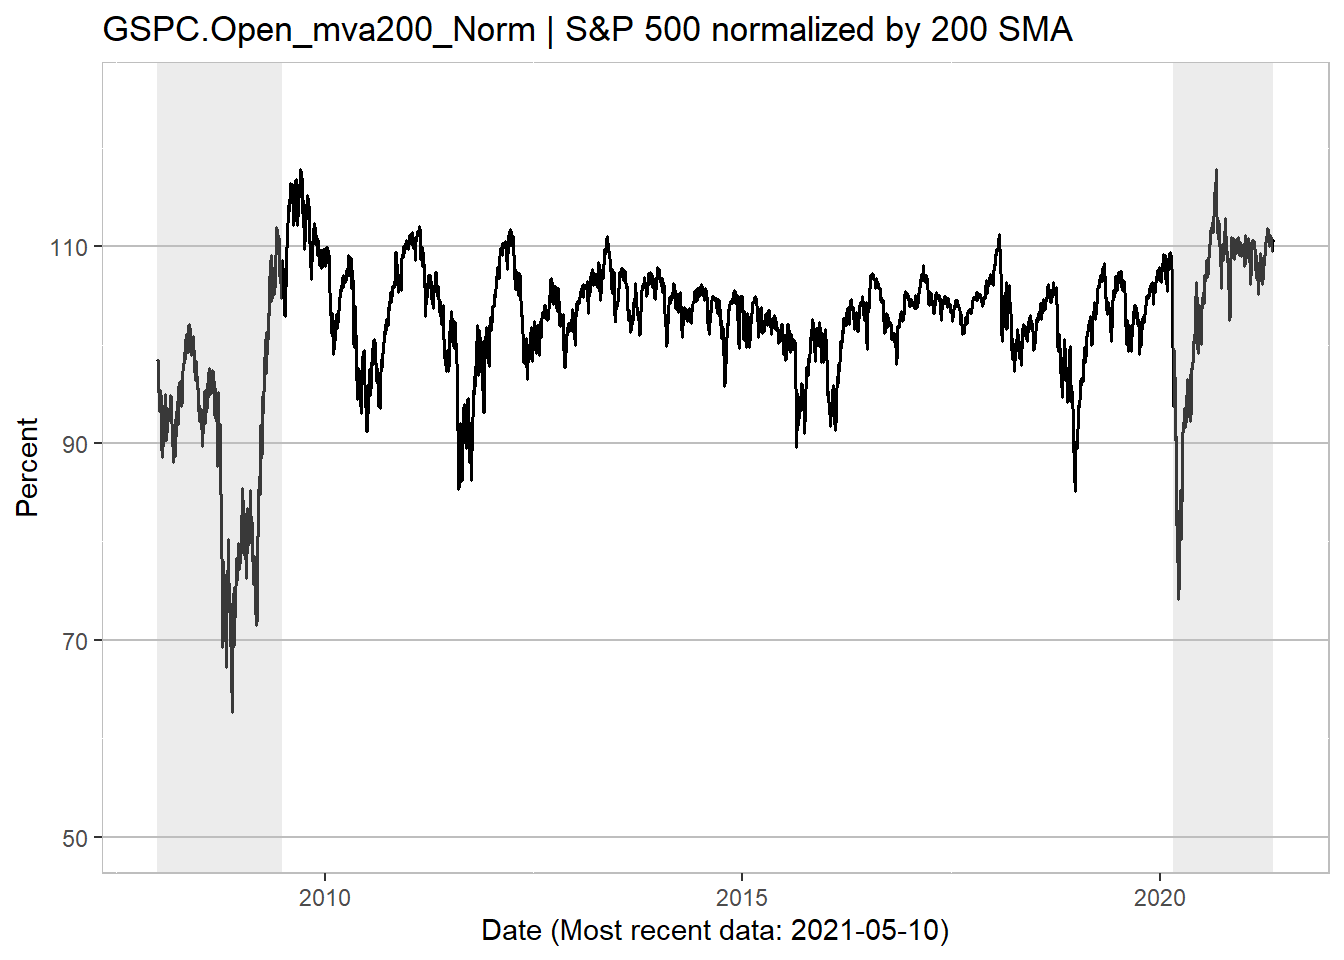 GSPC.Open_mva200_Norm | S&P 500 normalized by 200 SMA
110
90
70
50
Percent
2010 2015 2020
Date (Most recent data: 2021-05-10)